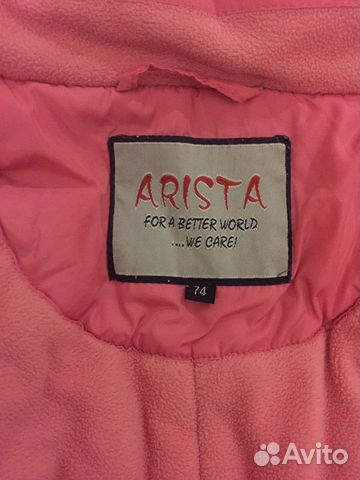 ARISTA
FOR A BETTER WORLD
....WE CARE!
74
Avito